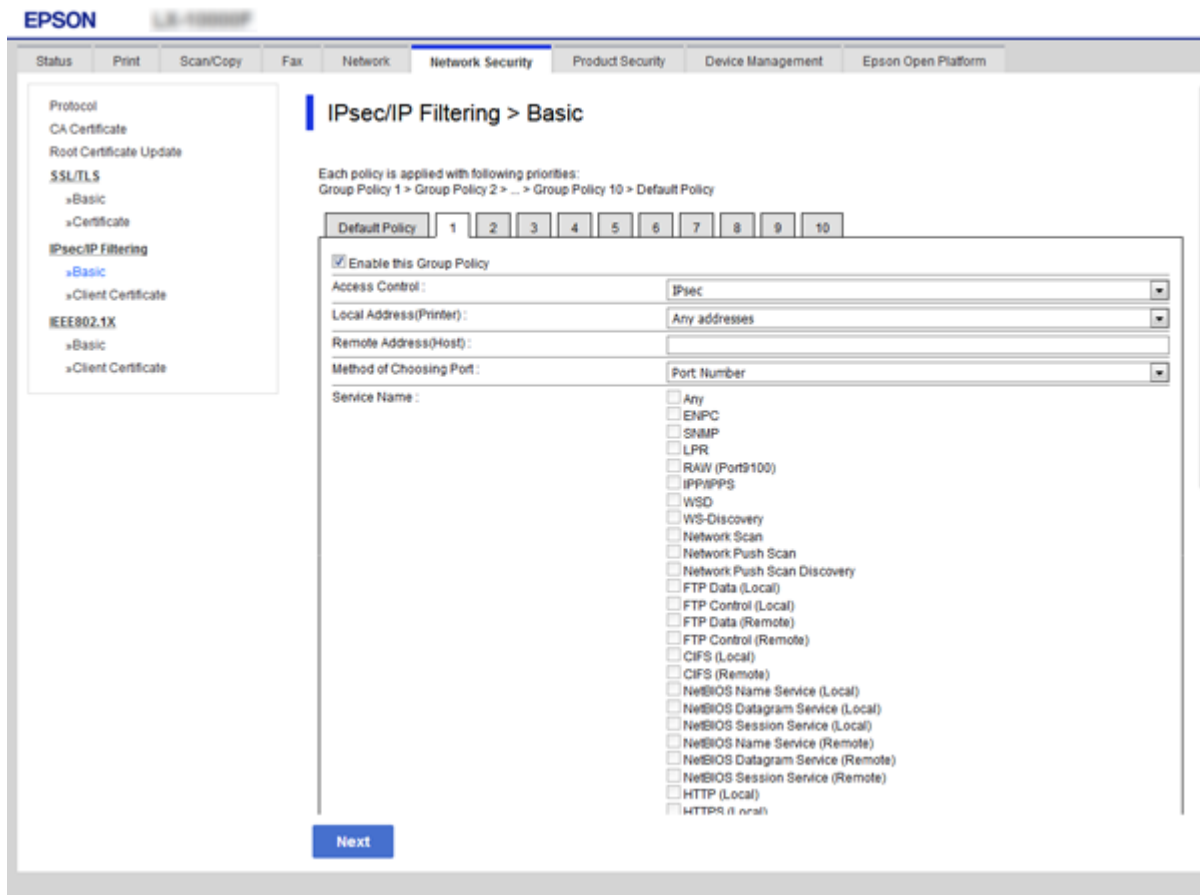 EPSON
Status Print Scan/Copy Fax Network Network Security Product Security Device Management Epson Open Platform
Protocol
CA Certificate
Root Certificate Update
SSL/TLS
»Basic
»Certificate
IPsec/IP Filtering
»Basic
»Client Certificate
IEEE802.1X
»Basic
»Client Certificate
IPsec/IP Filtering > Basic
Each policy is applied with following priorities:
Group Policy 1 > Group Policy 2 > ... > Group Policy 10 > Default Policy
Default Policy 1 2 3 4 5 6 7 8 9 10
Enable this Group Policy
Access Control : IPsec
Local Address(Printer) : Any addresses
Remote Address(Host) :
Method of Choosing Port : Port Number
Service Name : Any
ENPC
SNMP
LPR
RAW (Port9100)
IPP/IPPS
WSD
WS-Discovery
Network Scan
Network Push Scan
Network Push Scan Discovery
FTP Data (Local)
FTP Control (Local)
FTP Data (Remote)
FTP Control (Remote)
CIFS (Local)
CIFS (Remote)
NetBIOS Name Service (Local)
NetBIOS Datagram Service (Local)
NetBIOS Session Service (Local)
NetBIOS Name Service (Remote)
NetBIOS Datagram Service (Remote)
NetBIOS Session Service (Remote)
HTTP (Local)
HTTPS (Local)
Next